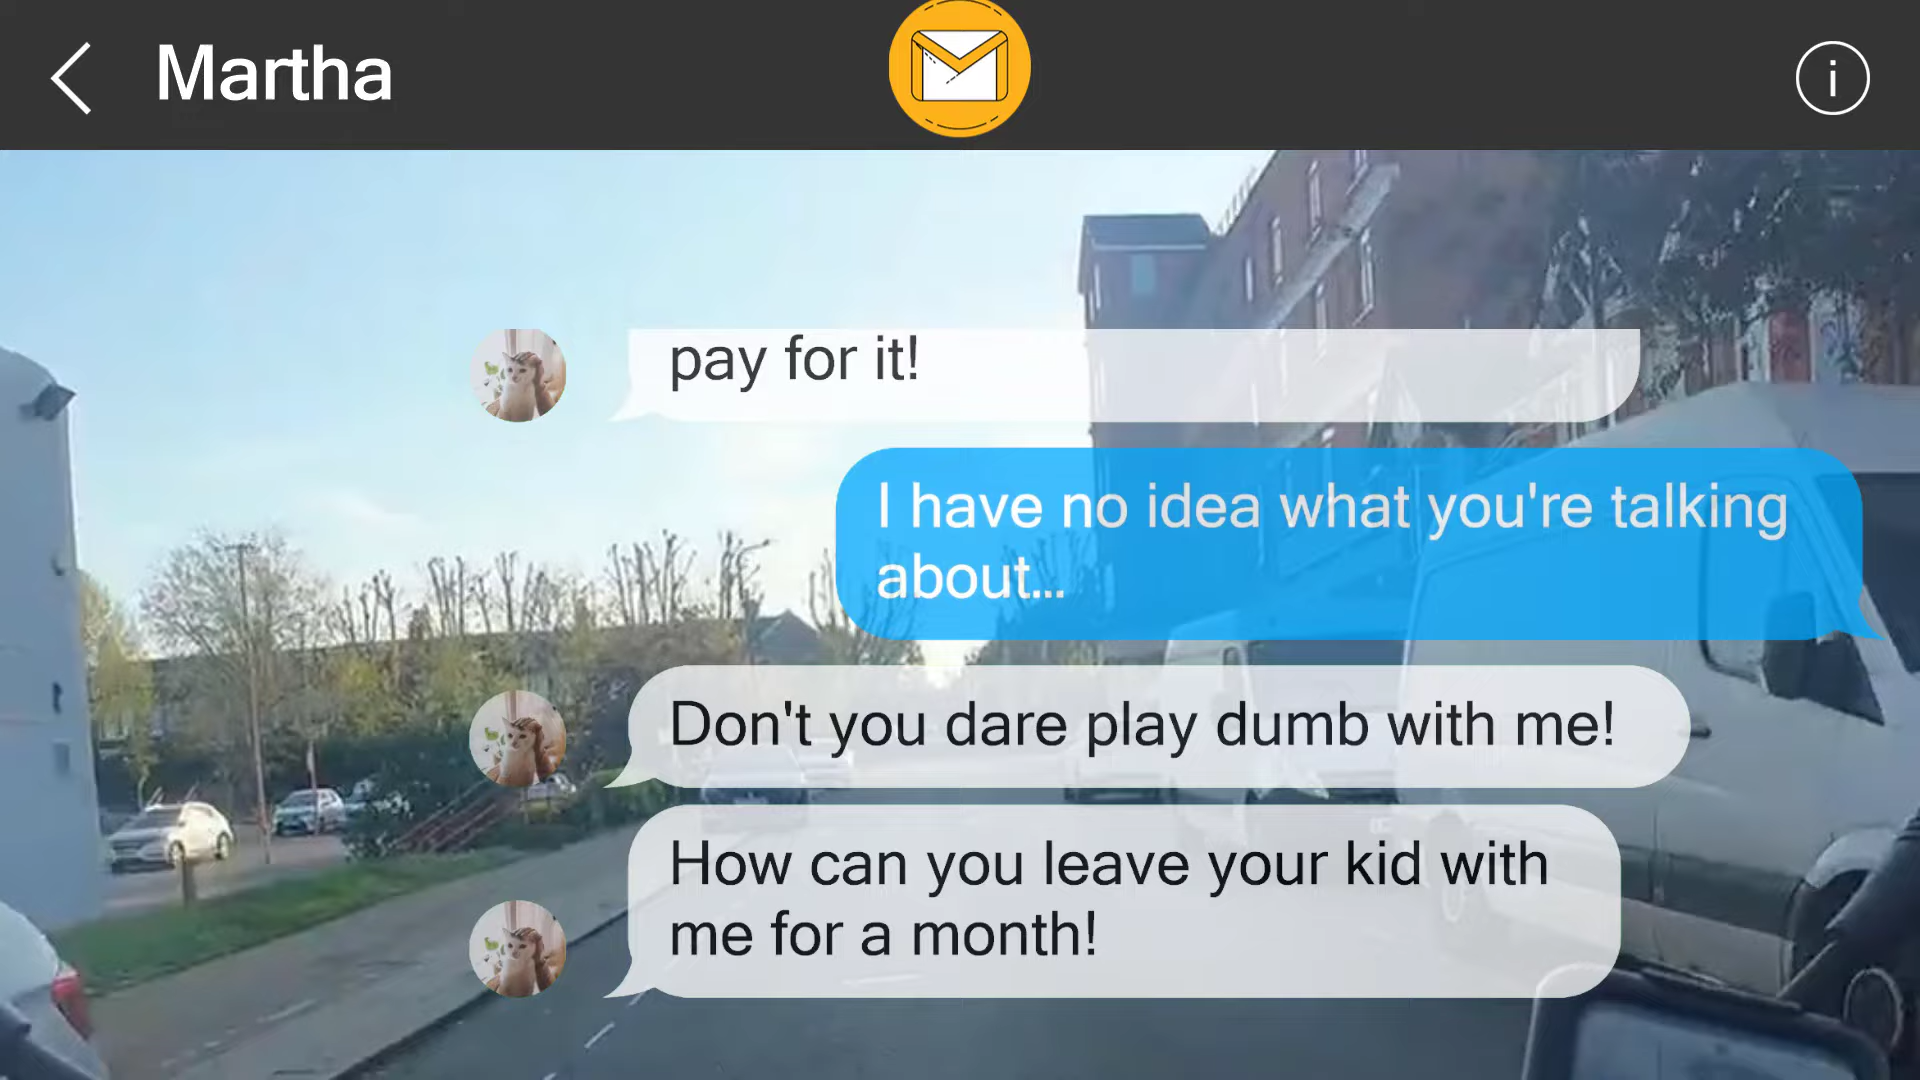 Martha
pay for it!
I have no idea what you're talking
about...
Don't you dare play dumb with me!
How can you leave your kid with
me for a month!